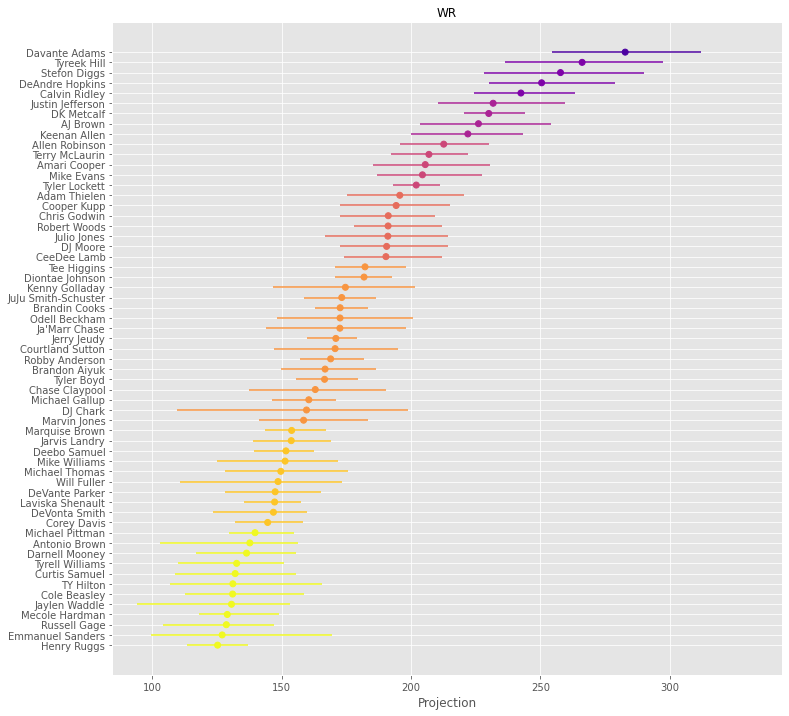 WR
Davante Adams
Tyreek Hill
Stefon Diggs
DeAndre Hopkins
Calvin Ridley
Justin Jefferson
DK Metcalf
AJ Brown
Keenan Allen
Allen Robinson
Terry McLaurin
Amari Cooper
Mike Evans
Tyler Lockett
Adam Thielen
Cooper Kupp
Chris Godwin
Robert Woods
Julio Jones
DJ Moore
CeeDee Lamb
Tee Higgins
Diontae Johnson
Kenny Golladay
JuJu Smith-Schuster
Brandin Cooks
Odell Beckham
Ja'Marr Chase
Jerry Jeudy
Courtland Sutton
Robby Anderson
Brandon Aiyuk
Tyler Boyd
Chase Claypool
Michael Gallup
DJ Chark
Marvin Jones
Marquise Brown
Jarvis Landry
Deebo Samuel
Mike Williams
Michael Thomas
Will Fuller
DeVante Parker
Laviska Shenault
DeVonta Smith
Corey Davis
Michael Pittman
Antonio Brown
Darnell Mooney
Tyrell Williams
Curtis Samuel
TY Hilton
Cole Beasley
Jaylen Waddle
Mecole Hardman
Russell Gage
Emmanuel Sanders
Henry Ruggs
100 150 200 250 300
Projection